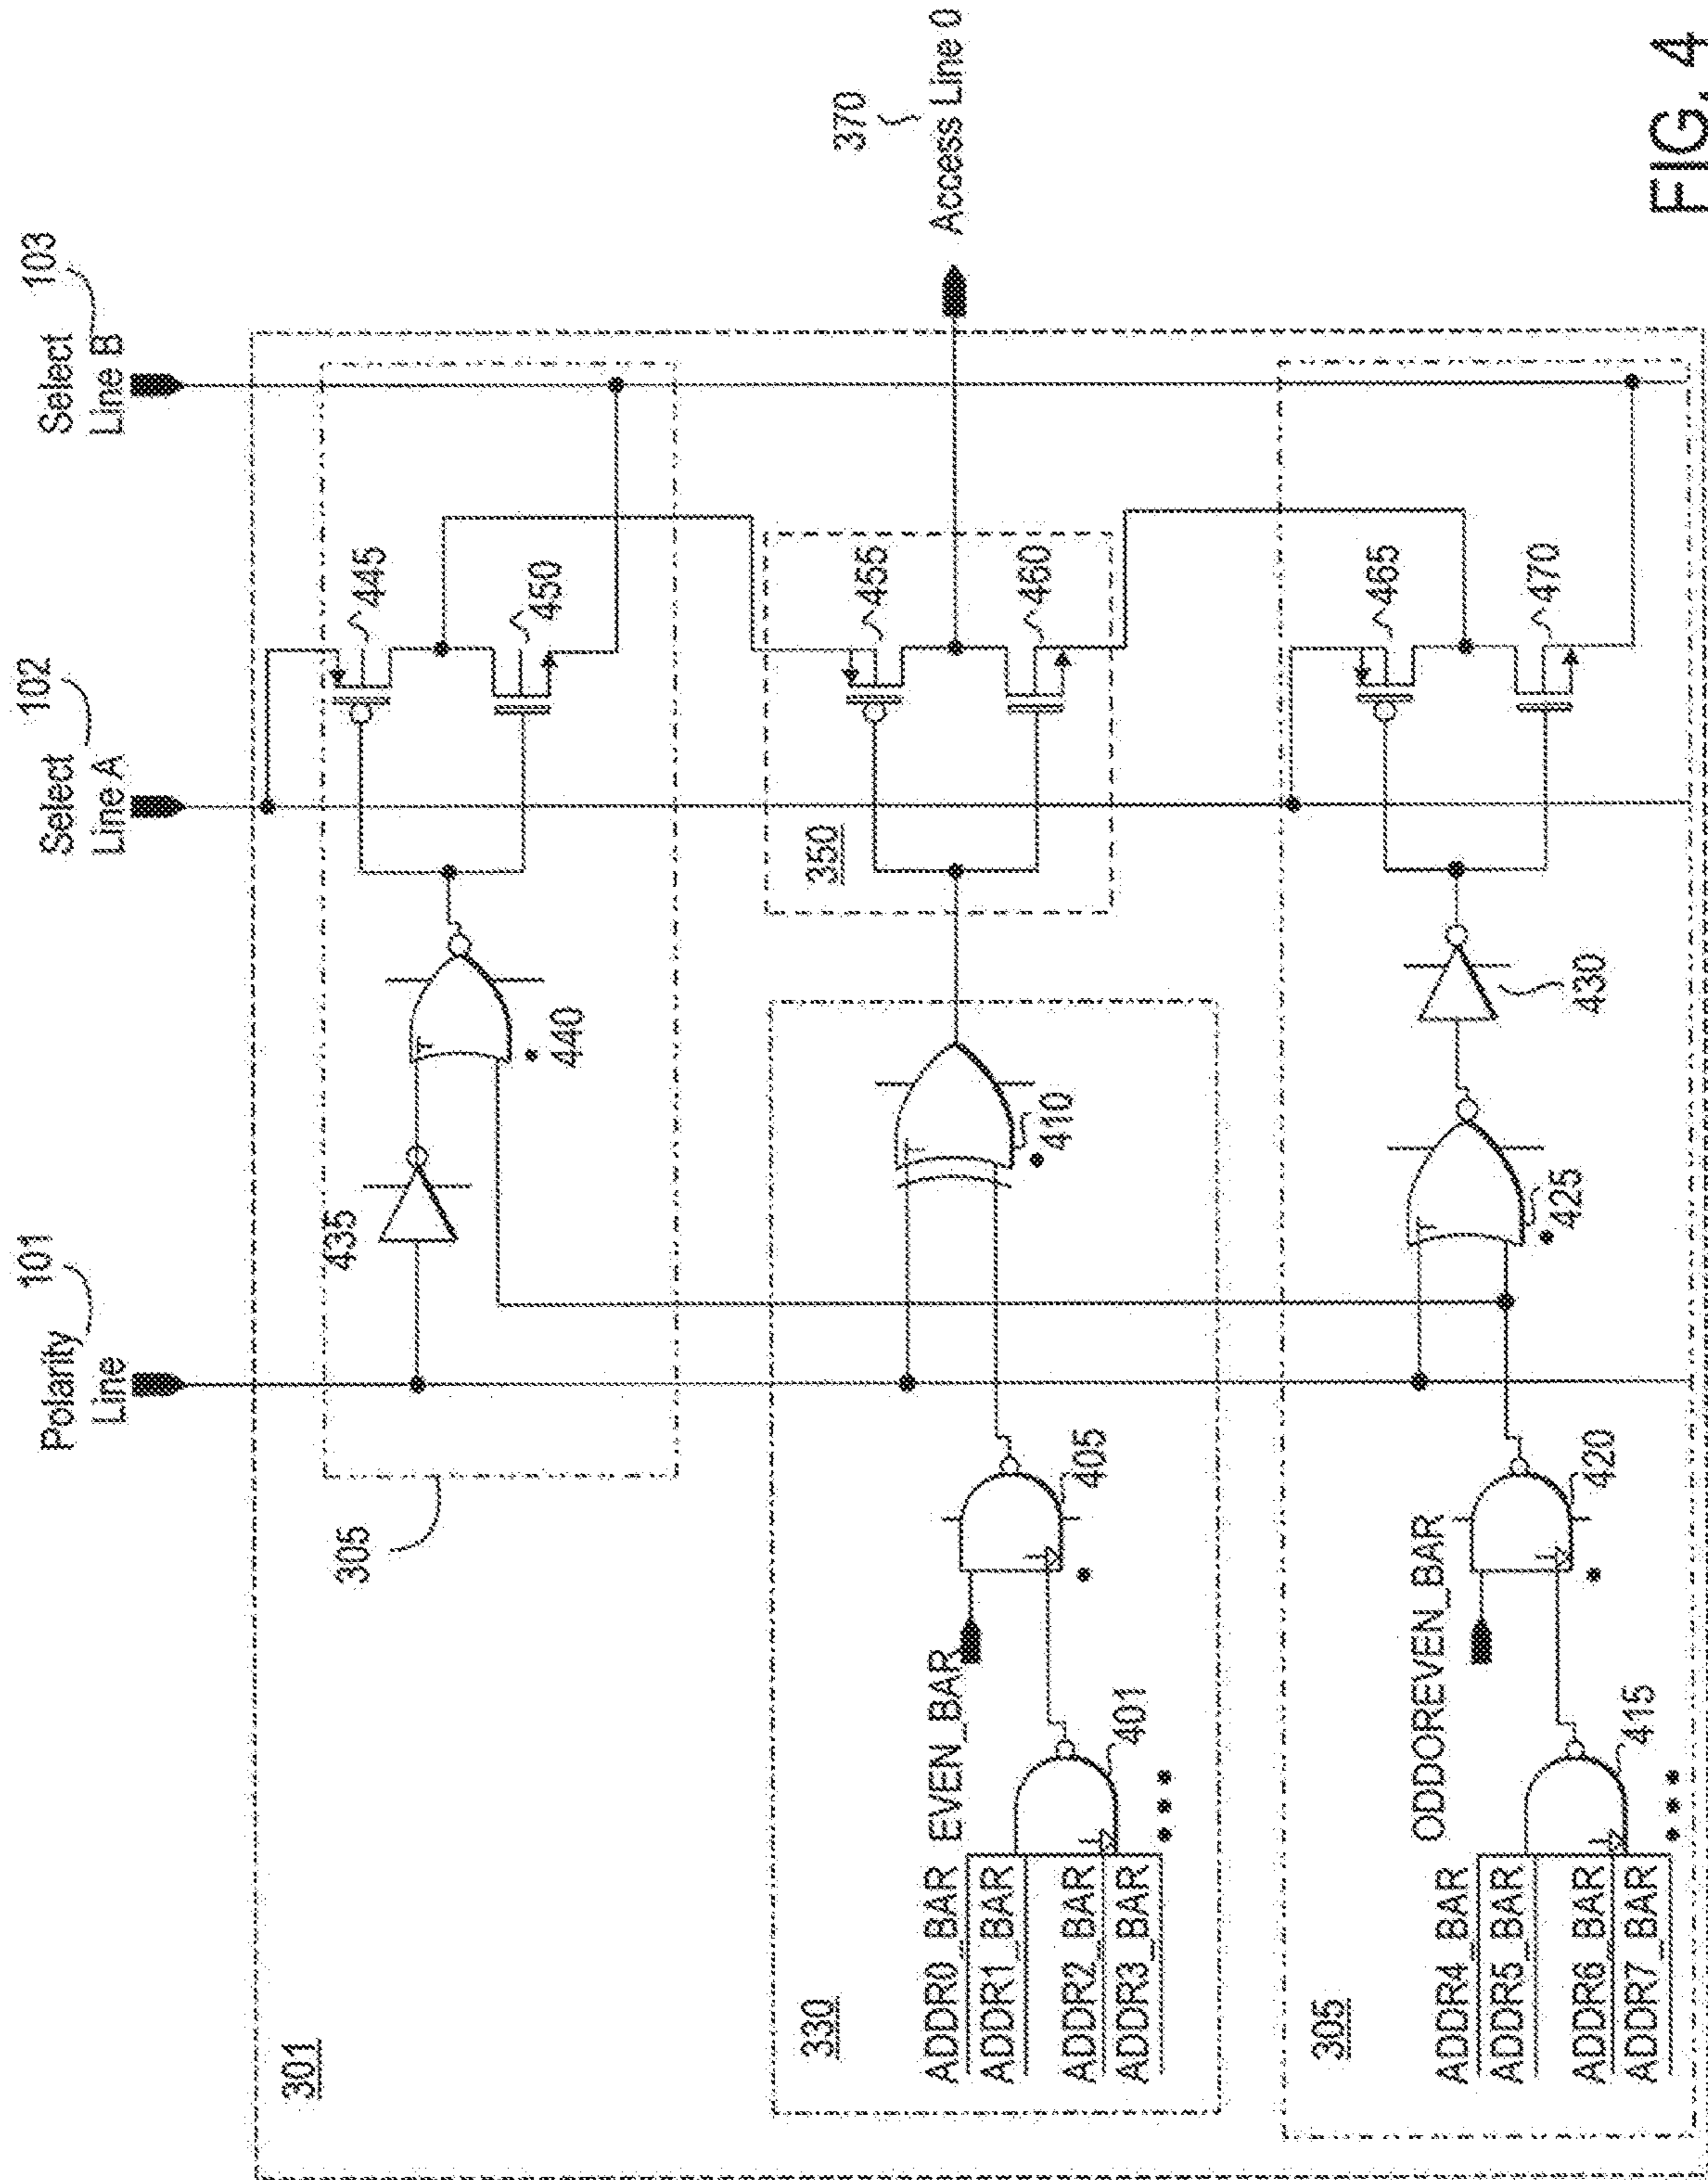 Polarity
Line
101
Select
Line A
102
Select
Line B
103
301
305
435
440
445
450
330
ADDR0_BAR
ADDR1_BAR
ADDR2_BAR
ADDR3_BAR
EVEN_BAR
401
405
410
350
455
460
370
Access Line 0
305
ADDR4_BAR
ADDR5_BAR
ADDR6_BAR
ADDR7_BAR
ODDOREVEN_BAR
415
420
425
430
465
470
FIG. 4